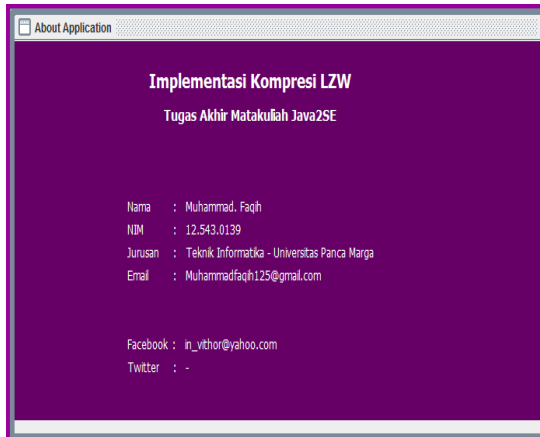 About Application
Implementasi Kompresi LZW
Tugas Akhir Matakuliah Java2SE
Nama : Muhammad. Faqih
NIM : 12.543.0139
Jurusan : Teknik Informatika - Universitas Panca Marga
Email : Muhammadfaqih125@gmail.com
Facebook : in_vithor@yahoo.com
Twitter : -